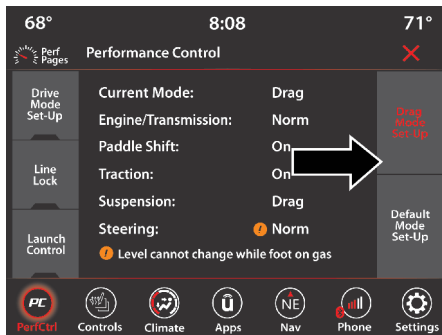 68°
8:08
71°
Perf
Pages
Performance Control
Drive
Mode
Set-Up
Line
Lock
Launch
Control
Current Mode: Drag
Engine/Transmission: Norm
Paddle Shift: On
Traction: On
Suspension: Drag
Steering: ! Norm
! Level cannot change while foot on gas
Drag
Mode
Set-Up
Default
Mode
Set-Up
PC
PerfCtrl
Controls
Climate
ū
Apps
NE
Nav
Phone
Settings